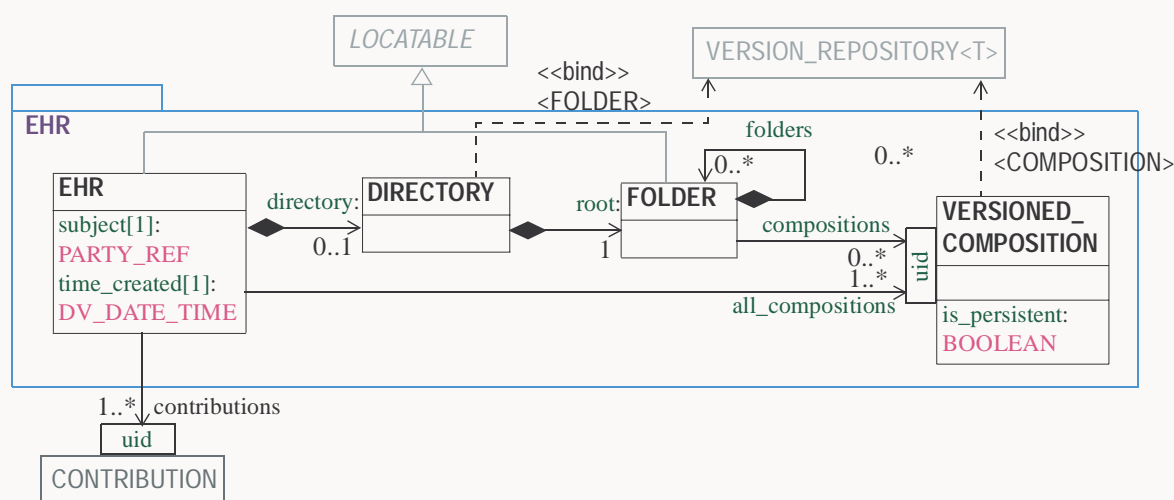 LOCATABLE
VERSION_REPOSITORY<T>
<<bind>>
<FOLDER>
EHR
folders
0..*
0..*
<<bind>>
<COMPOSITION>
EHR
subject[1]:
PARTY_REF
time_created[1]:
DV_DATE_TIME
directory:
0..1
DIRECTORY
root:
1
FOLDER
compositions
0..*
1..*
all_compositions
uid
VERSIONED_
COMPOSITION
is_persistent:
BOOLEAN
1..*
contributions
uid
CONTRIBUTION